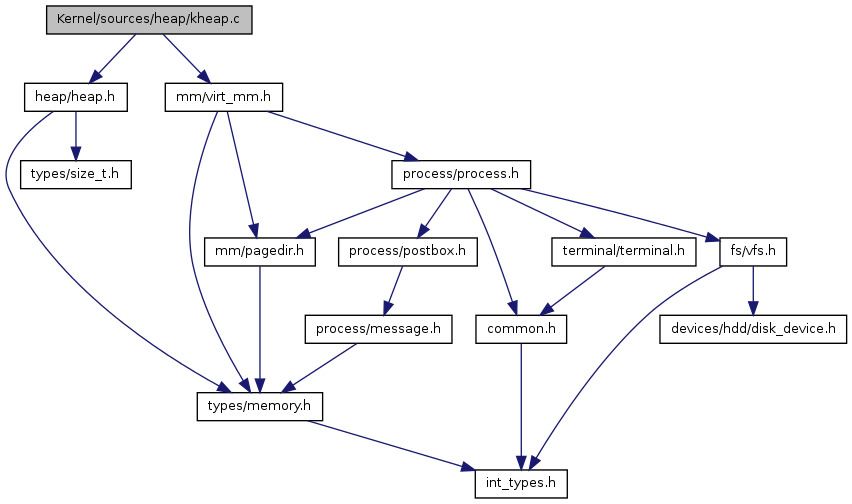 Kernel/sources/heap/kheap.c
heap/heap.h
mm/virt_mm.h
types/size_t.h
process/process.h
mm/pagedir.h
process/postbox.h
terminal/terminal.h
fs/vfs.h
process/message.h
common.h
devices/hdd/disk_device.h
types/memory.h
int_types.h